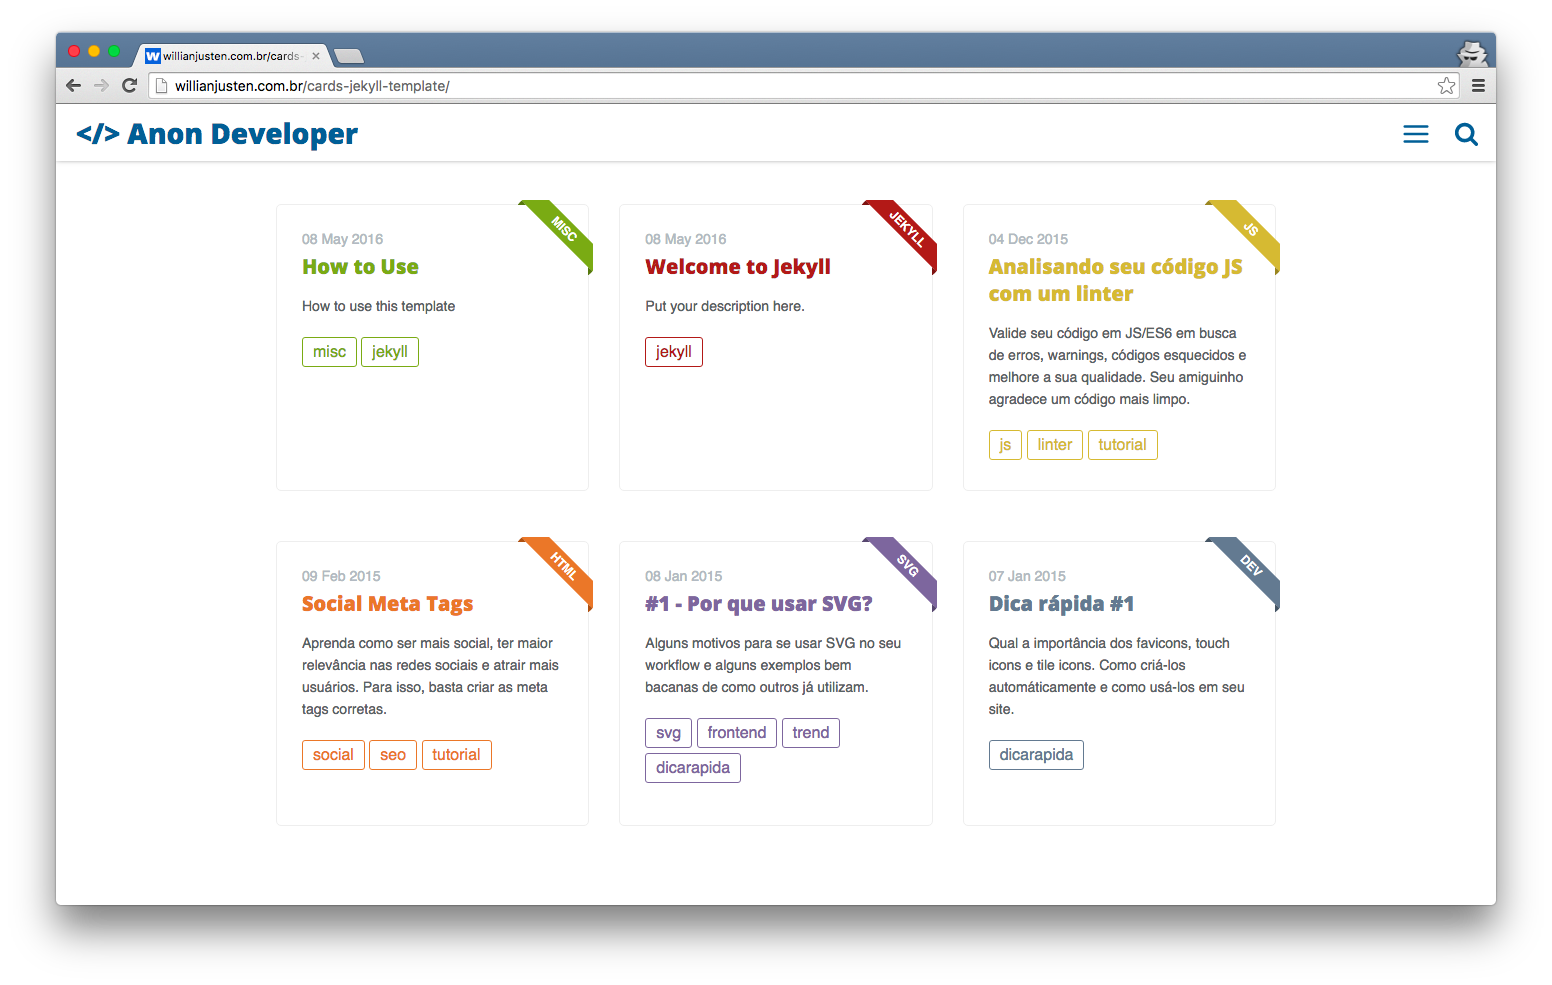 willianjusten.com.br/cards-
willianjusten.com.br/cards-jekyll-template/
</> Anon Developer
MISC
08 May 2016
How to Use
How to use this template
misc jekyll
JEKYLL
08 May 2016
Welcome to Jekyll
Put your description here.
jekyll
JS
04 Dec 2015
Analisando seu código JS
com um linter
Valide seu código em JS/ES6 em busca
de erros, warnings, códigos esquecidos e
melhore a sua qualidade. Seu amiguinho
agradece um código mais limpo.
js linter tutorial
HTML
09 Feb 2015
Social Meta Tags
Aprenda como ser mais social, ter maior
relevância nas redes sociais e atrair mais
usuários. Para isso, basta criar as meta
tags corretas.
social seo tutorial
SVG
08 Jan 2015
#1 - Por que usar SVG?
Alguns motivos para se usar SVG no seu
workflow e alguns exemplos bem
bacanas de como outros já utilizam.
svg frontend trend
dicarapida
DEV
07 Jan 2015
Dica rápida #1
Qual a importância dos favicons, touch
icons e tile icons. Como criá-los
automáticamente e como usá-los em seu
site.
dicarapida